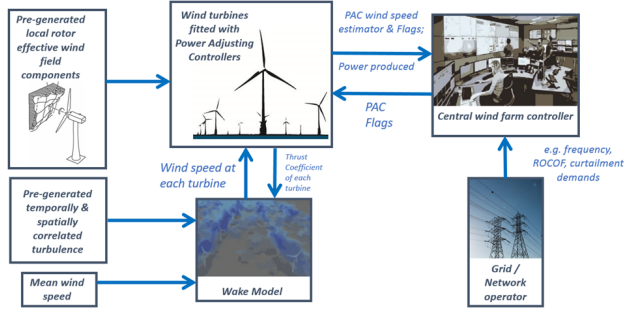 Pre-generated
local rotor
effective wind
field
components
Wind turbines
fitted with
Power Adjusting
Controllers
PAC wind speed
estimator & Flags;
Power produced
PAC
Flags
Central wind farm controller
Wind speed at
each turbine
Thrust
Coefficient
of each
turbine
e.g. frequency,
ROCOF, curtailment
demands
Pre-generated
temporally &
spatially
correlated
turbulence
Mean wind
speed
Wake Model
Grid /
Network
operator